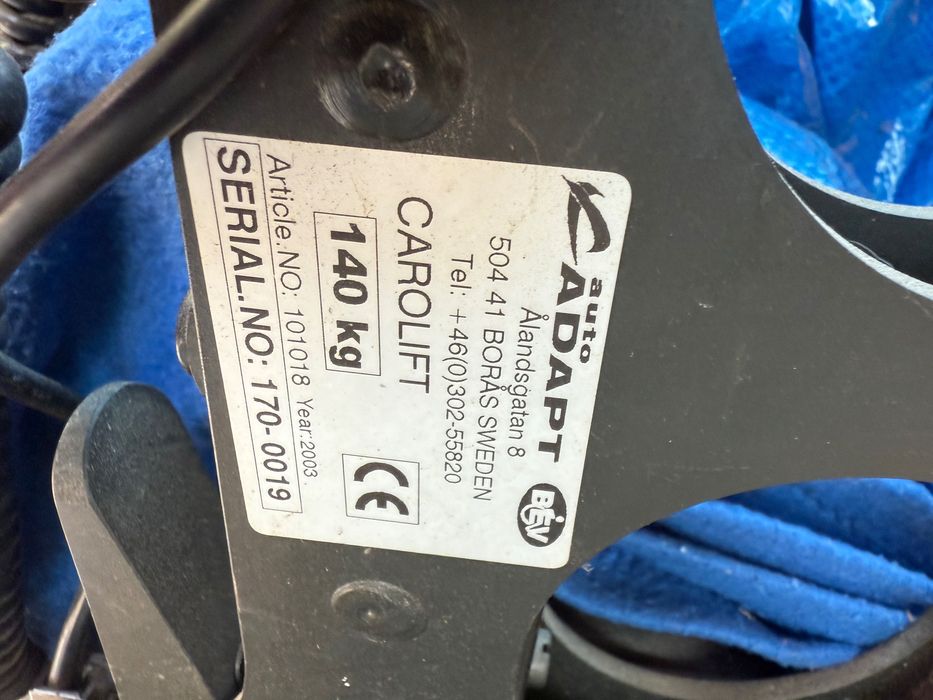 auto
ADAPT
BEV
Ålandsgatan 8
504 41 BORÅS SWEDEN
Tel: +46(0)302-55820
CAROLIFT
140 kg
CE
Article.NO: 101018 Year:2003
SERIAL.NO: 170-0019